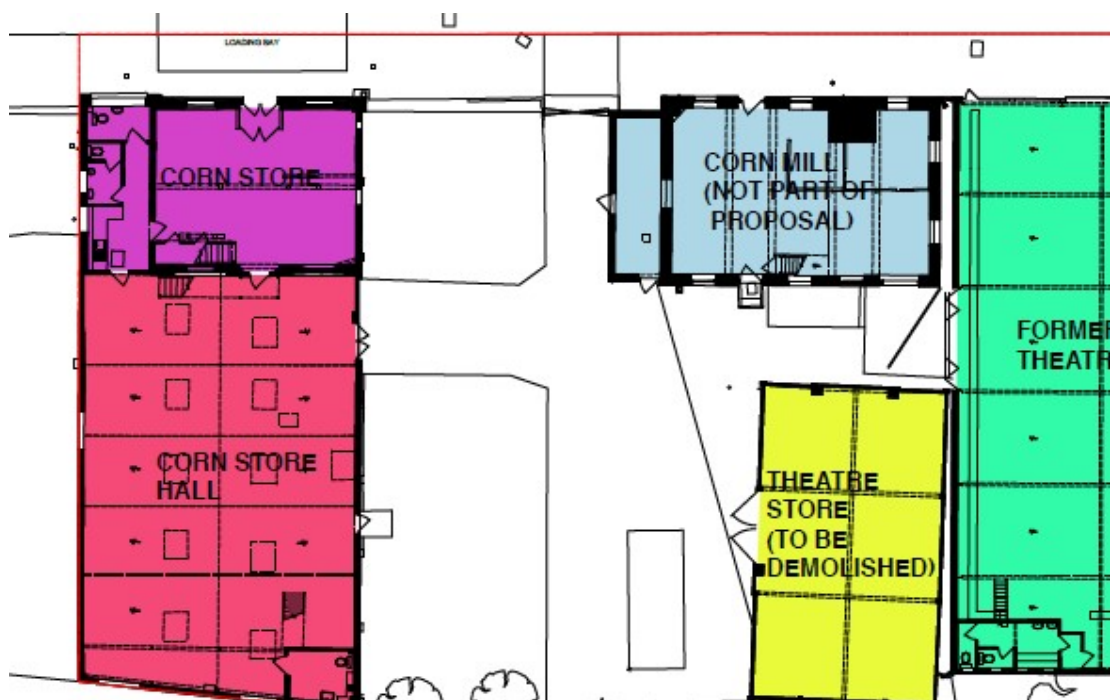 LOADING BAY
CORN STORE
CORN MILL
(NOT PART OF
PROPOSAL)
FORMER
THEATR
CORN STORE
HALL
THEATRE
STORE
(TO BE
DEMOLISHED)